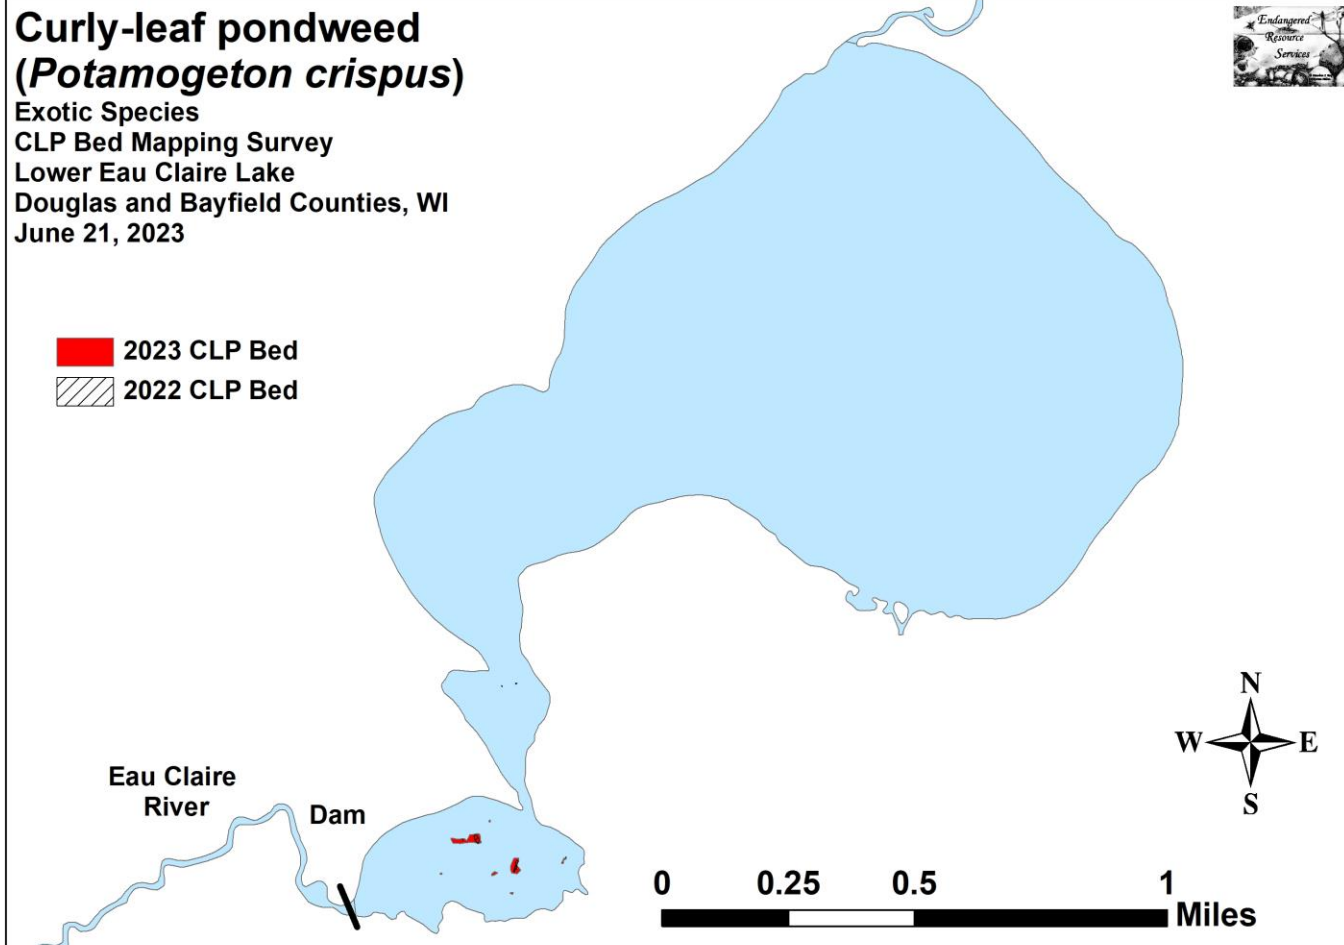 Curly-leaf pondweed
(Potamogeton crispus)
Exotic Species
CLP Bed Mapping Survey
Lower Eau Claire Lake
Douglas and Bayfield Counties, WI
June 21, 2023
Endangered
Resource
Services
2023 CLP Bed
2022 CLP Bed
N
W
E
S
Eau Claire
River
Dam
0 0.25 0.5 1
Miles